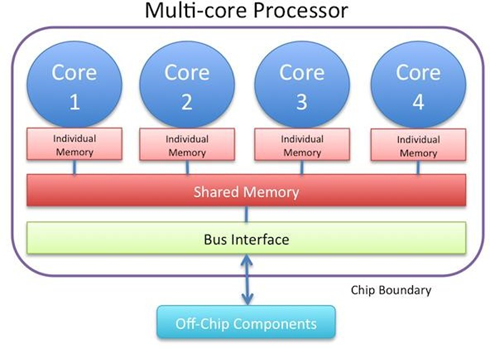 Multi-core Processor
Core
1
Core
2
Core
3
Core
4
Individual
Memory
Individual
Memory
Individual
Memory
Individual
Memory
Shared Memory
Bus Interface
Chip Boundary
Off-Chip Components